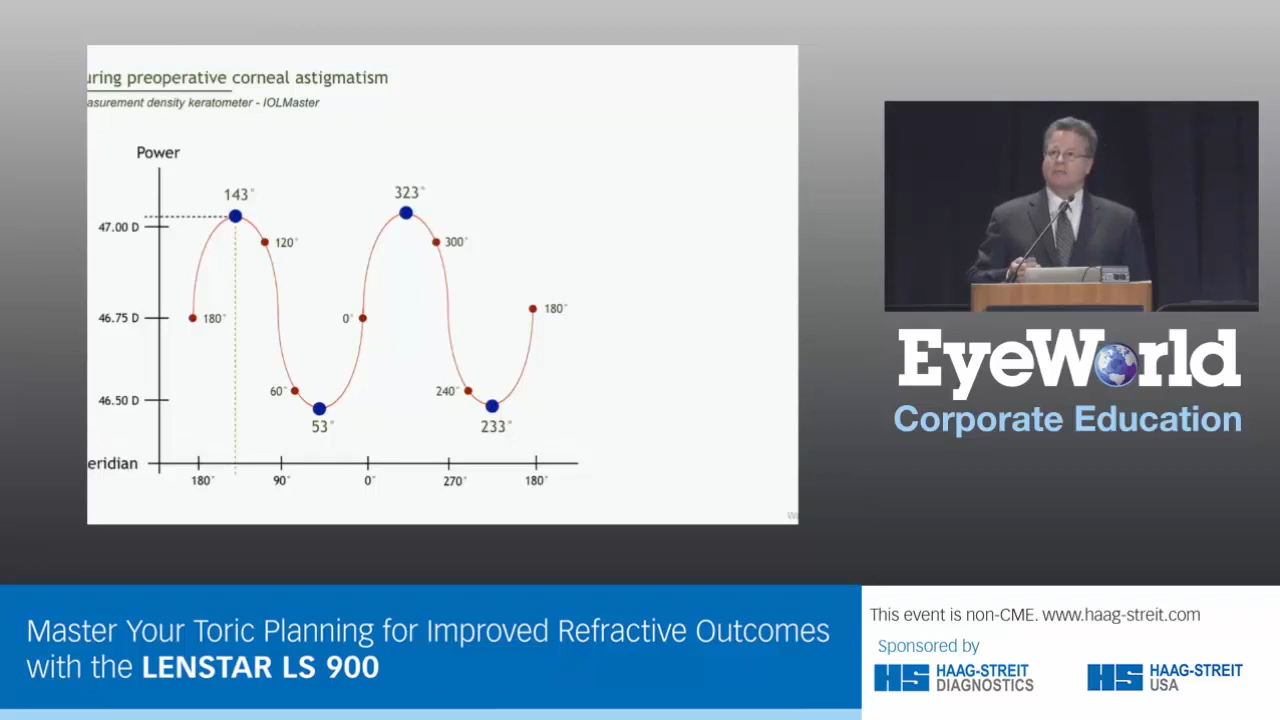 uring preoperative corneal astigmatism
asurement density keratometer - IOLMaster
Power
143°
323°
47.00 D
120°
300°
46.75 D
180°
0°
180°
60°
240°
46.50 D
53°
233°
eridian
180°
90°
0°
270°
180°
EyeWorld
Corporate Education
Master Your Toric Planning for Improved Refractive Outcomes
with the LENSTAR LS 900
This event is non-CME. www.haag-streit.com
Sponsored by
HS HAAG-STREIT
DIAGNOSTICS
HS HAAG-STREIT
USA